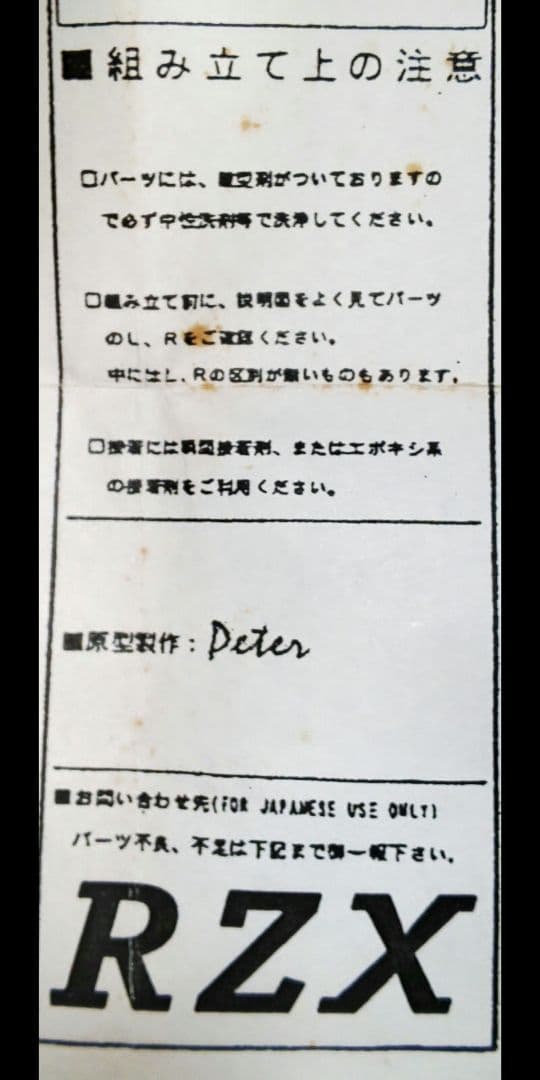 ■組み立て上の注意
□パーツには、離型剤がついておりますの
で必ず中性洗剤等で洗浄してください。
□組み立て前に、説明図をよく見てパーツ
のL、Rをご確認ください。
中にはL、Rの区別が無いものもあります。
□接着には瞬間接着剤、またはエポキシ系
の接着剤をご利用ください。
■原型製作：Peter
■お問い合わせ先(FOR JAPANESE USE ONLY)
パーツ不良、不足は下記まで御一報下さい。
RZX